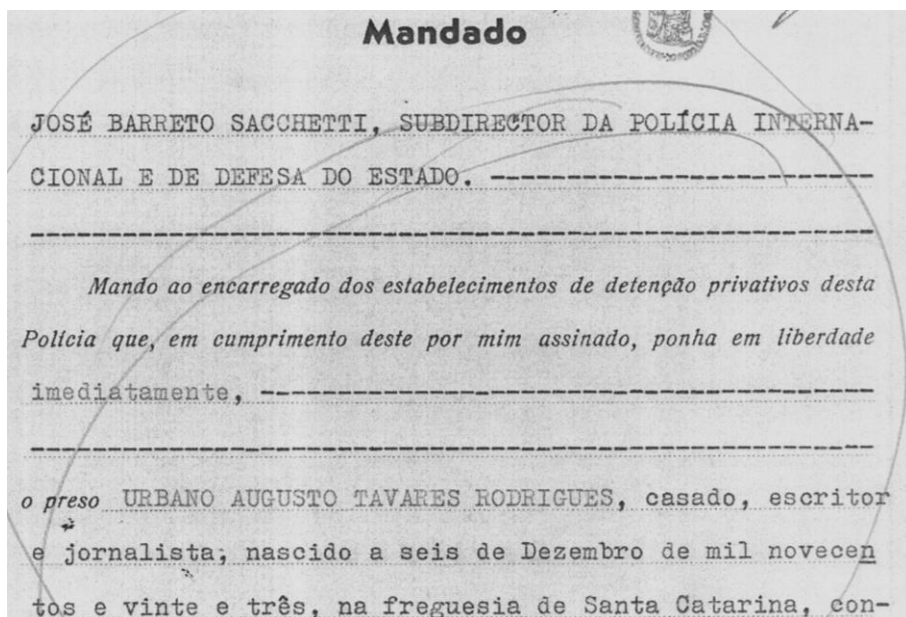 Mandado
JOSÉ BARRETO SACCHETTI, SUBDIRECTOR DA POLÍCIA INTERNA-
CIONAL E DE DEFESA DO ESTADO. ---------------------------
------------------------------------------------------------
Mando ao encarregado dos estabelecimentos de detenção privativos desta
Polícia que, em cumprimento deste por mim assinado, ponha em liberdade
imediatamente, --------------------------------------------
------------------------------------------------------------
o preso URBANO AUGUSTO TAVARES RODRIGUES, casado, escritor
e jornalista, nascido a seis de Dezembro de mil novecen
tos e vinte e três, na freguesia de Santa Catarina, con-